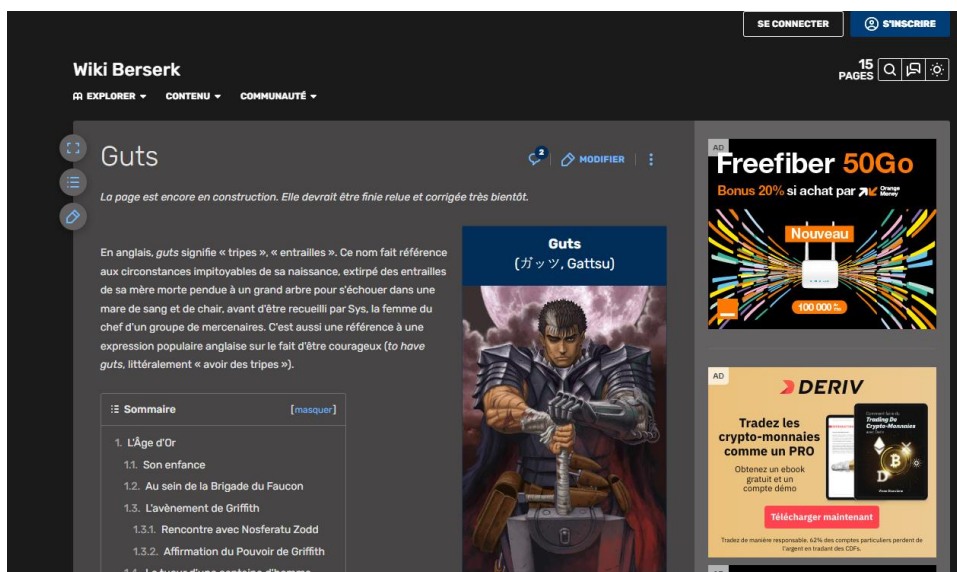 SE CONNECTER
S'INSCRIRE
Wiki Berserk
15
PAGES
EXPLORER
CONTENU
COMMUNAUTÉ
Guts
2
MODIFIER
La page est encore en construction. Elle devrait être finie relue et corrigée très bientôt.
En anglais, guts signifie « tripes », « entrailles ». Ce nom fait référence
aux circonstances impitoyables de sa naissance, extirpé des entrailles
de sa mère morte pendue à un grand arbre pour s'échouer dans une
mare de sang et de chair, avant d'être recueilli par Sys, la femme du
chef d'un groupe de mercenaires. C'est aussi une référence à une
expression populaire anglaise sur le fait d'être courageux (to have
guts, littéralement « avoir des tripes »).
Sommaire [masquer]
1. L'Âge d'Or
1.1. Son enfance
1.2. Au sein de la Brigade du Faucon
1.3. L'avènement de Griffith
1.3.1. Rencontre avec Nosferatu Zodd
1.3.2. Affirmation du Pouvoir de Griffith
Guts
(ガッツ, Gattsu)
AD
Freefiber 50Go
Bonus 20% si achat par Orange
Money
Nouveau
100 000
AD
DERIV
Tradez les
crypto-monnaies
comme un PRO
Obtenez un ebook
gratuit et un
compte démo
Trading De
Crypto-Monnaies
Télécharger maintenant
Tradez de manière responsable. 62% des comptes particuliers perdent de
l'argent en tradant des CFDs.